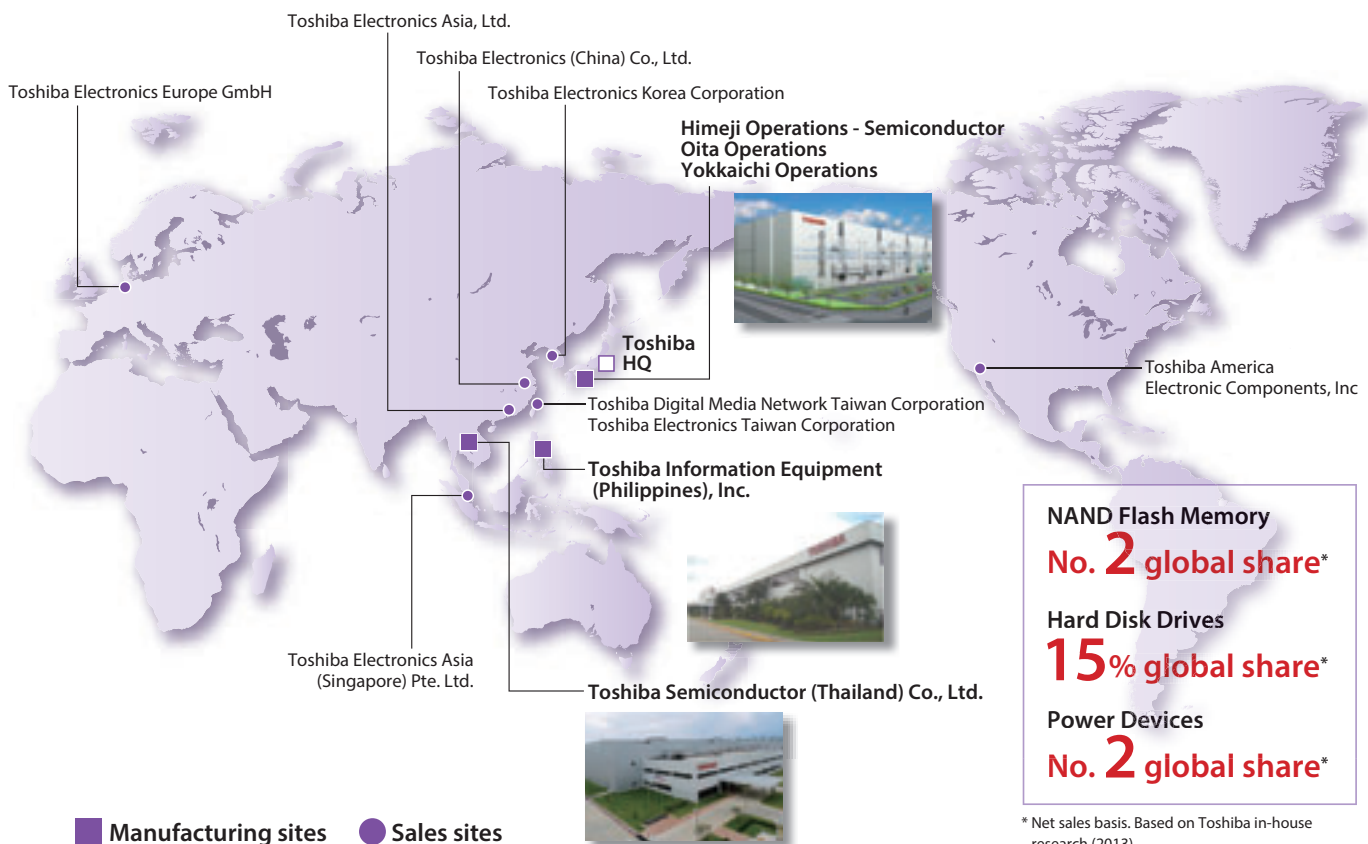 Toshiba Electronics Asia, Ltd.
Toshiba Electronics (China) Co., Ltd.
Toshiba Electronics Europe GmbH
Toshiba Electronics Korea Corporation
Himeji Operations - Semiconductor
Oita Operations
Yokkaichi Operations
TOSHIBA
Toshiba
HQ
Toshiba America
Electronic Components, Inc
Toshiba Digital Media Network Taiwan Corporation
Toshiba Electronics Taiwan Corporation
Toshiba Information Equipment
(Philippines), Inc.
TOSHIBA
NAND Flash Memory
No. 2 global share*
Hard Disk Drives
15% global share*
Power Devices
No. 2 global share*
Toshiba Electronics Asia
(Singapore) Pte. Ltd.
Toshiba Semiconductor (Thailand) Co., Ltd.
Manufacturing sites
Sales sites
* Net sales basis. Based on Toshiba in-house
research (2013)